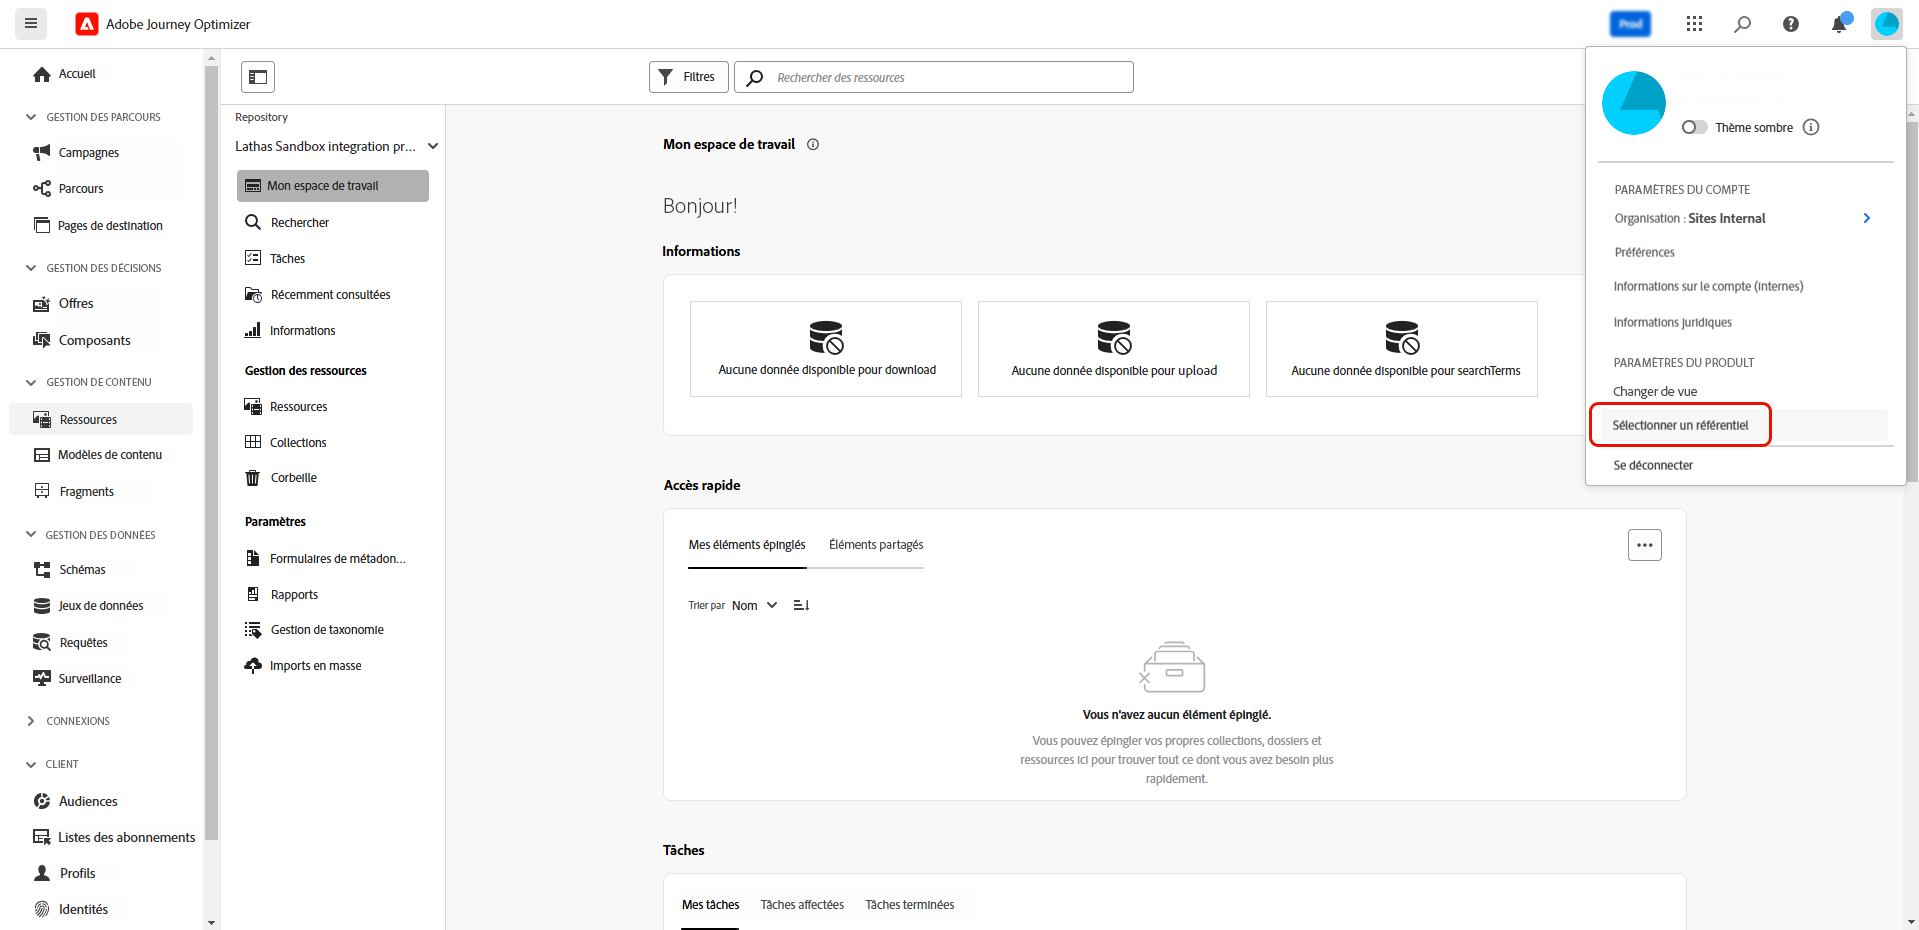 Adobe Journey Optimizer
Prod
Accueil
GESTION DES PARCOURS
Campagnes
Parcours
Pages de destination
GESTION DES DÉCISIONS
Offres
Composants
GESTION DE CONTENU
Ressources
Modèles de contenu
Fragments
GESTION DES DONNÉES
Schémas
Jeux de données
Requêtes
Surveillance
CONNEXIONS
CLIENT
Audiences
Listes des abonnements
Profils
Identités
Filtres
Rechercher des ressources
Repository
Lathas Sandbox integration pr...
Mon espace de travail
Rechercher
Tâches
Récemment consultées
Informations
Gestion des ressources
Ressources
Collections
Corbeille
Paramètres
Formulaires de métadon...
Rapports
Gestion de taxonomie
Imports en masse
Mon espace de travail
Bonjour!
Informations
Aucune donnée disponible pour download
Aucune donnée disponible pour upload
Aucune donnée disponible pour searchTerms
Accès rapide
Mes éléments épinglés
Éléments partagés
Trier par Nom
Vous n'avez aucun élément épinglé.
Vous pouvez épingler vos propres collections, dossiers et
ressources ici pour trouver tout ce dont vous avez besoin plus
rapidement.
Tâches
Mes tâches
Tâches affectées
Tâches terminées
Thème sombre
PARAMÈTRES DU COMPTE
Organisation : Sites Internal
Préférences
Informations sur le compte (internes)
Informations juridiques
PARAMÈTRES DU PRODULT
Changer de vue
Sélectionner un référentiel
Se déconnecter